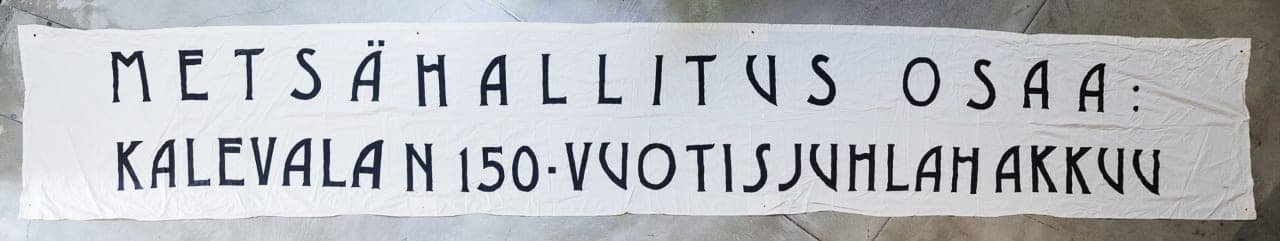 METSÄHALLITUS OSAA:
KALEVALAN 150-VUOTISJUHLAHAKKUU